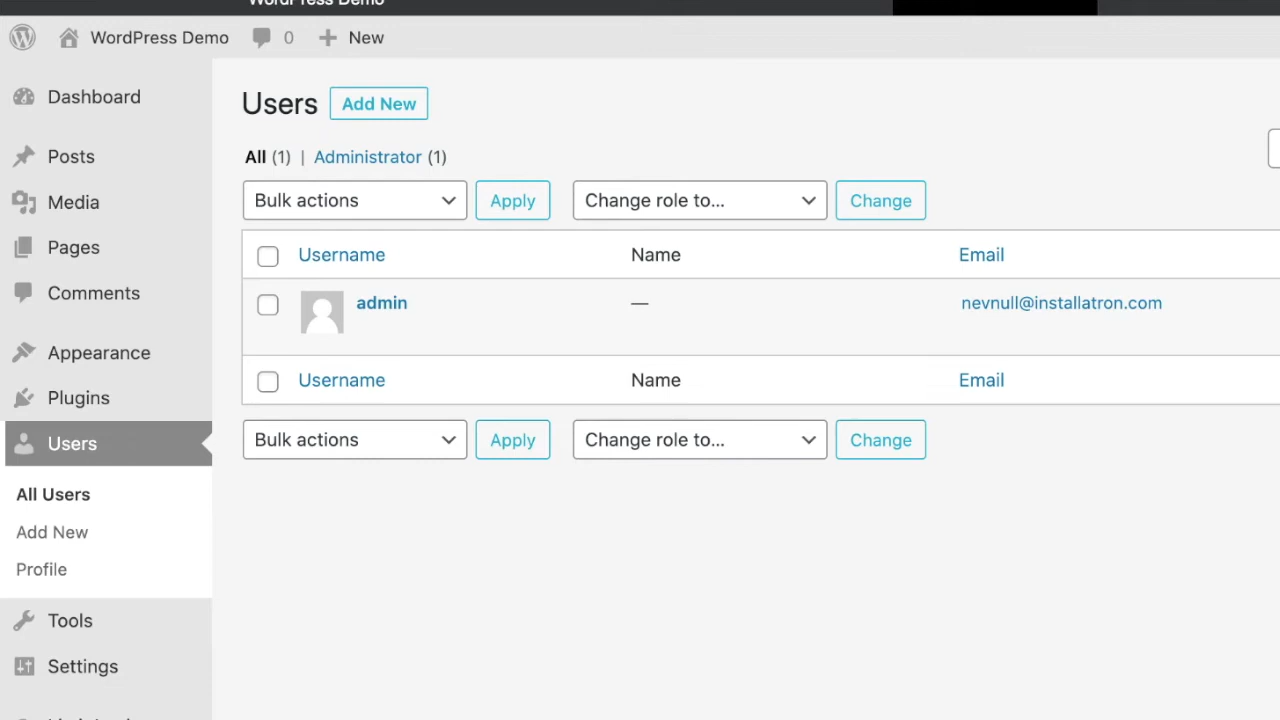 WordPress Demo
WordPress Demo 0 New
Dashboard
Posts
Media
Pages
Comments
Appearance
Plugins
Users
All Users
Add New
Profile
Tools
Settings
Users Add New
All (1) | Administrator (1)
Bulk actions Apply Change role to... Change
Username Name Email
admin — nevnull@installatron.com
Username Name Email
Bulk actions Apply Change role to... Change